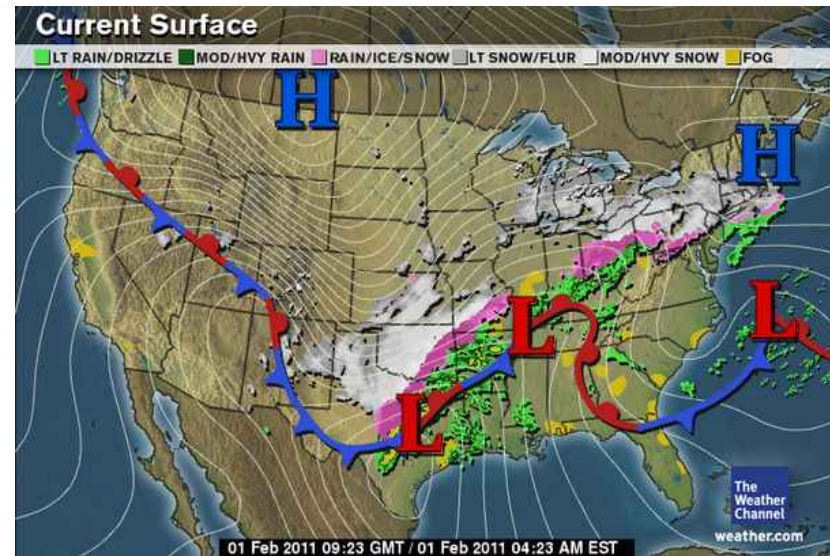 Current Surface
LT RAIN/DRIZZLE MOD/HVY RAIN RAIN/ICE/SNOW LT SNOW/FLUR MOD/HVY SNOW FOG
H
H
L
L
L
The
Weather
Channel
weather.com
01 Feb 2011 09:23 GMT / 01 Feb 2011 04:23 AM EST